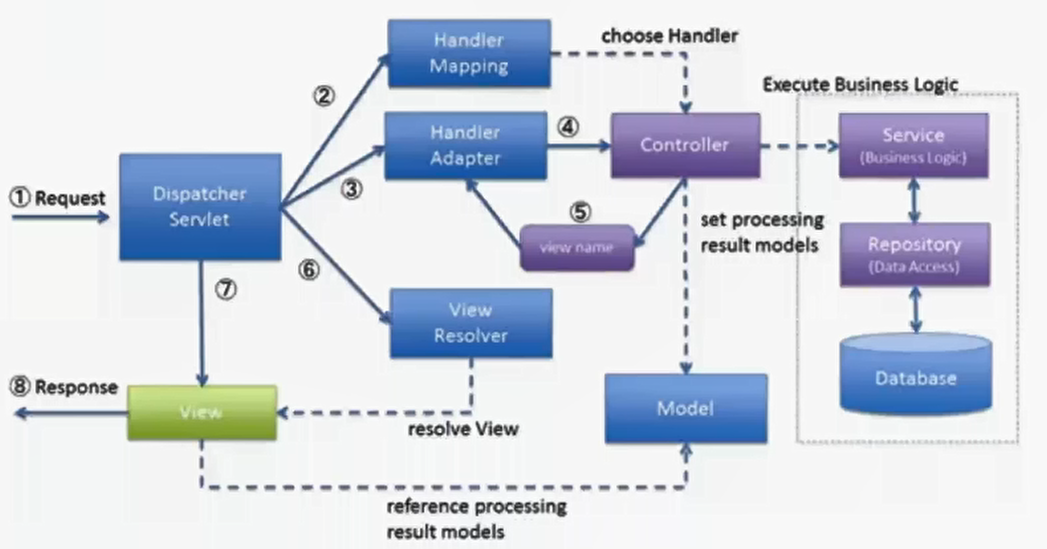 Handler
Mapping
choose Handler
Execute Business Logic
②
Handler
Adapter
④
Controller
Service
(Business Logic)
① Request
Dispatcher
Servlet
③
⑤
view name
set processing
result models
Repository
(Data Access)
⑥
⑦
View
Resolver
Database
⑧ Response
View
resolve View
Model
reference processing
result models